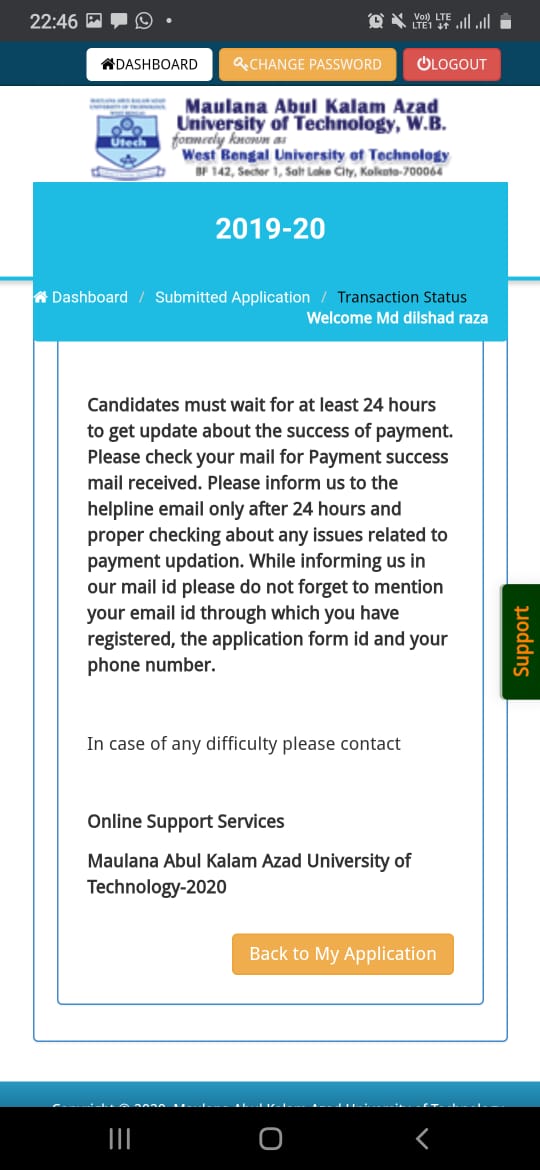 22:46
Vo)) LTE
LTE1
DASHBOARD
CHANGE PASSWORD
LOGOUT
Maulana Abul Kalam Azad
University of Technology, W.B.
formerly known as
West Bengal University of Technology
BF 142, Sector 1, Salt Lake City, Kolkata-700064
Utech
2019-20
Dashboard / Submitted Application / Transaction Status
Welcome Md dilshad raza
Candidates must wait for at least 24 hours
to get update about the success of payment.
Please check your mail for Payment success
mail received. Please inform us to the
helpline email only after 24 hours and
proper checking about any issues related to
payment updation. While informing us in
our mail id please do not forget to mention
your email id through which you have
registered, the application form id and your
phone number.
Support
In case of any difficulty please contact
Online Support Services
Maulana Abul Kalam Azad University of
Technology-2020
Back to My Application